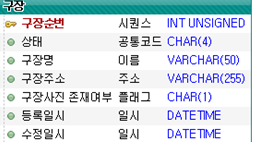 구장
구장순번 시퀀스 INT UNSIGNED
상태 공통코드 CHAR(4)
구장명 이름 VARCHAR(50)
구장주소 주소 VARCHAR(255)
구장사진 존재여부 플래그 CHAR(1)
등록일시 일시 DATETIME
수정일시 일시 DATETIME